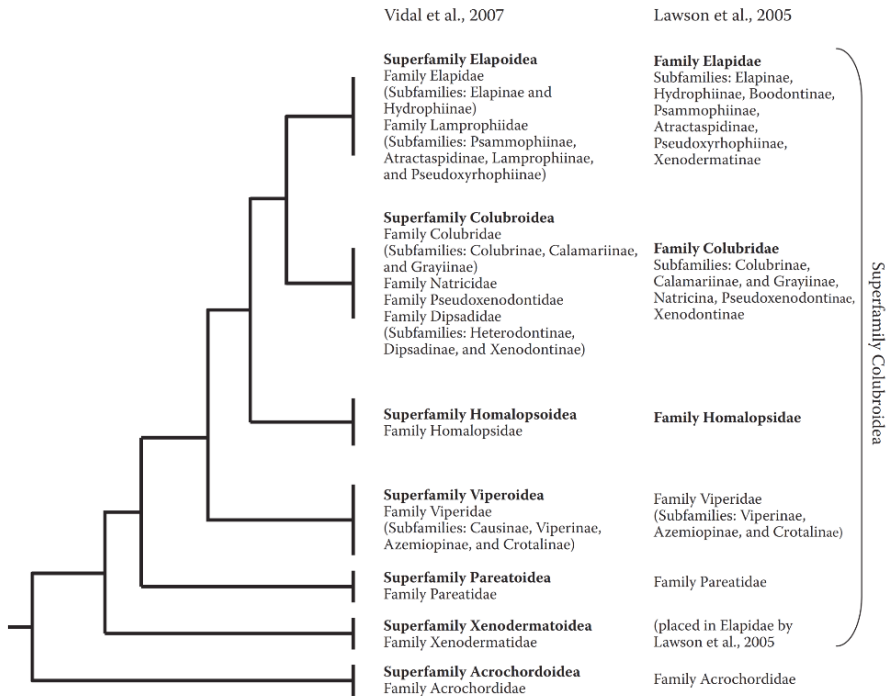 Vidal et al., 2007
Lawson et al., 2005
Superfamily Elapoidea
Family Elapidae
(Subfamilies: Elapinae and
Hydrophiinae)
Family Lamprophiidae
(Subfamilies: Psammophiinae,
Atractaspidinae, Lamprophiinae,
and Pseudoxyrhophiinae)
Family Elapidae
Subfamilies: Elapinae,
Hydrophiinae, Boodontinae,
Psammophiinae,
Atractaspidinae,
Pseudoxyrhophiinae,
Xenodermatinae
Superfamily Colubroidea
Family Colubridae
(Subfamilies: Colubrinae, Calamariinae,
and Grayiinae)
Family Natricidae
Family Pseudoxenodontidae
Family Dipsadidae
(Subfamilies: Heterodontinae,
Dipsadinae, and Xenodontinae)
Family Colubridae
Subfamilies: Colubrinae,
Calamariinae, and Grayiinae,
Natricina, Pseudoxenodontinae,
Xenodontinae
Superfamily Homalopsoidea
Family Homalopsidae
Family Homalopsidae
Superfamily Viperoidea
Family Viperidae
(Subfamilies: Causinae, Viperinae,
Azemiopinae, and Crotalinae)
Family Viperidae
(Subfamilies: Viperinae,
Azemiopinae, and Crotalinae)
Superfamily Pareatoidea
Family Pareatidae
Family Pareatidae
Superfamily Xenodermatoidea
Family Xenodermatidae
(placed in Elapidae by
Lawson et al., 2005
Superfamily Acrochordoidea
Family Acrochordidae
Family Acrochordidae
Superfamily Colubroidea